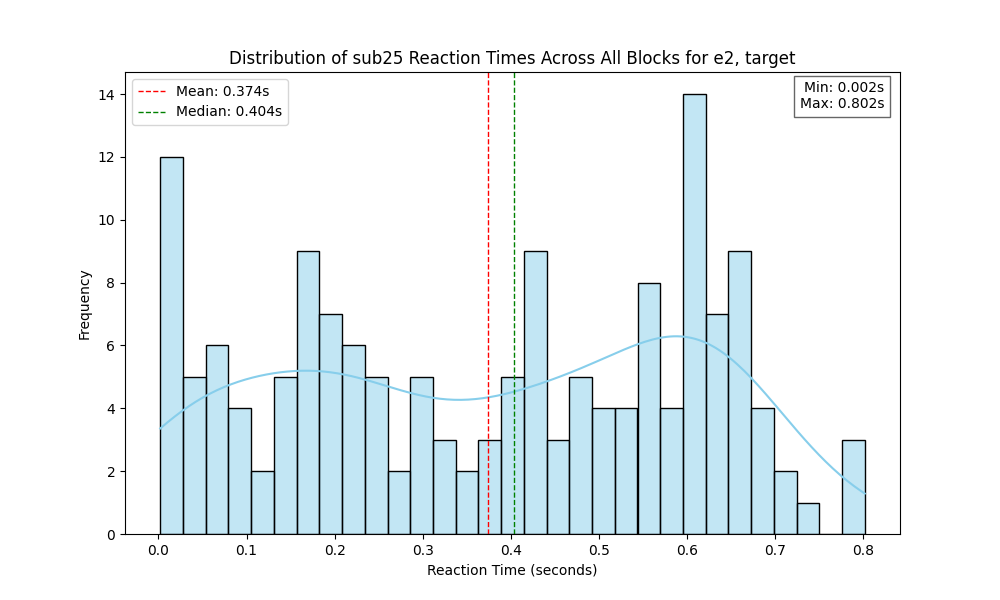 Distribution of sub25 Reaction Times Across All Blocks for e2, target
Mean: 0.374s
Median: 0.404s
Min: 0.002s
Max: 0.802s
Frequency
14
12
10
8
6
4
2
0
0.0 0.1 0.2 0.3 0.4 0.5 0.6 0.7 0.8
Reaction Time (seconds)